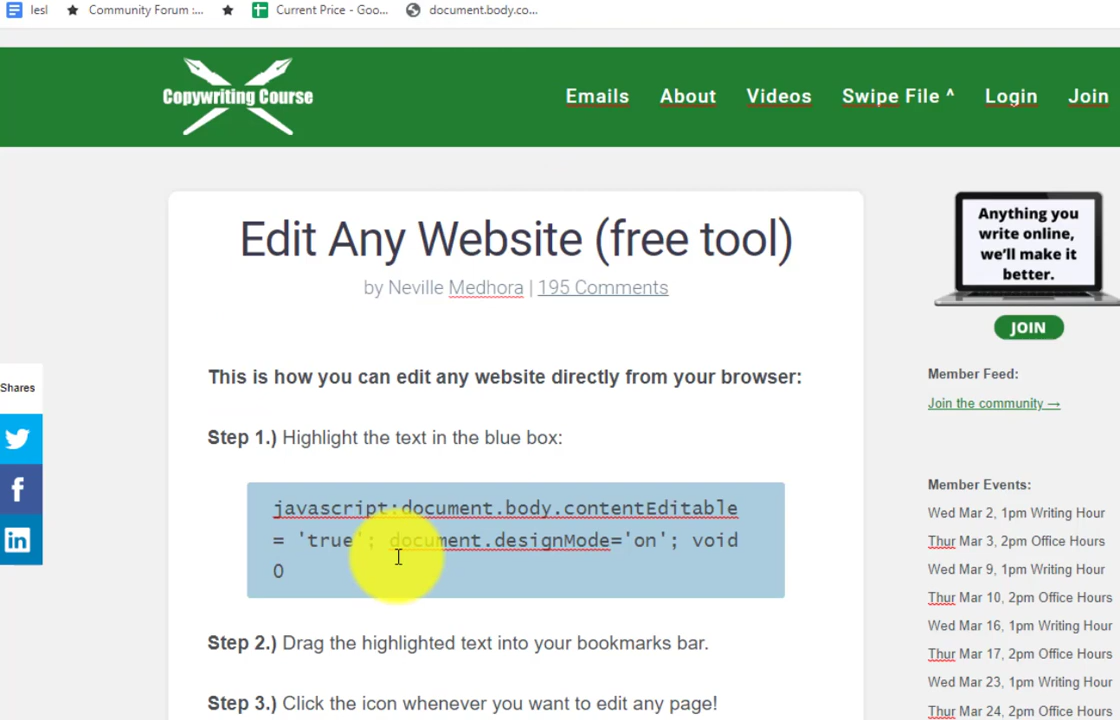 lesl
Community Forum :...
Current Price - Goo...
document.body.co...
Copywriting Course
Emails
About
Videos
Swipe File ^
Login
Join
Edit Any Website (free tool)
by Neville Medhora | 195 Comments
This is how you can edit any website directly from your browser:
Step 1.) Highlight the text in the blue box:
javascript:document.body.contentEditable
= 'true'; document.designMode='on'; void
0
Step 2.) Drag the highlighted text into your bookmarks bar.
Step 3.) Click the icon whenever you want to edit any page!
Shares
Anything you
write online,
we'll make it
better.
JOIN
Member Feed:
Join the community →
Member Events:
Wed Mar 2, 1pm Writing Hour
Thur Mar 3, 2pm Office Hours
Wed Mar 9, 1pm Writing Hour
Thur Mar 10, 2pm Office Hours
Wed Mar 16, 1pm Writing Hour
Thur Mar 17, 2pm Office Hours
Wed Mar 23, 1pm Writing Hour
Thur Mar 24, 2pm Office Hours